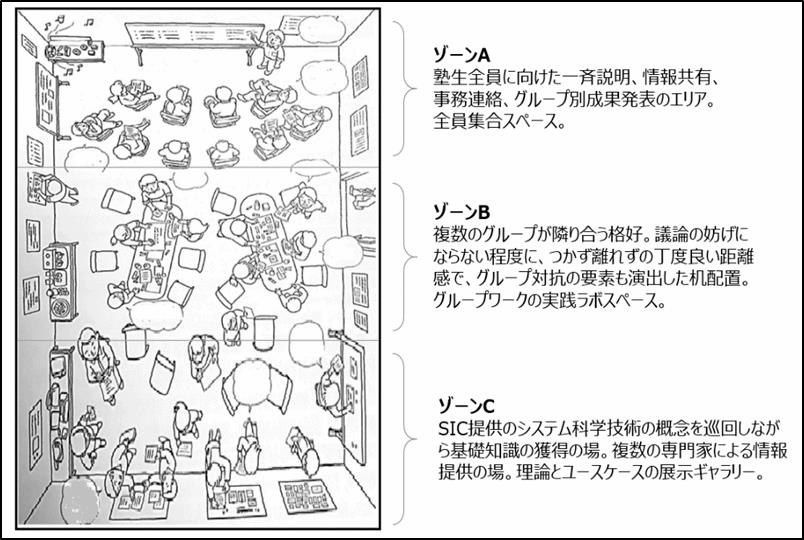 ゾーンA
塾生全員に向けた一斉説明、情報共有、
事務連絡、グループ別成果発表のエリア。
全員集合スペース。
ゾーンB
複数のグループが隣り合う格好。議論の妨げに
ならない程度に、つかず離れずの丁度良い距離
感で、グループ対抗の要素も演出した机配置。
グループワークの実践ラボスペース。
ゾーンC
SIC提供のシステム科学技術の概念を巡回しなが
ら基礎知識の獲得の場。複数の専門家による情報
提供の場。理論とユースケースの展示ギャラリー。